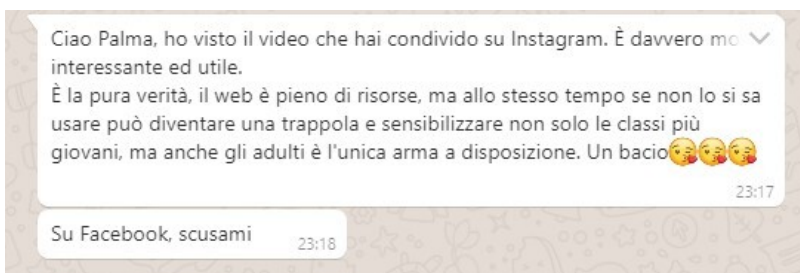 Ciao Palma, ho visto il video che hai condivido su Instagram. È davvero
interessante ed utile.
È la pura verità, il web è pieno di risorse, ma allo stesso tempo se non lo si sa
usare può diventare una trappola e sensibilizzare non solo le classi più
giovani, ma anche gli adulti è l'unica arma a disposizione. Un bacio😘😘😘
23:17
Su Facebook, scusami 23:18